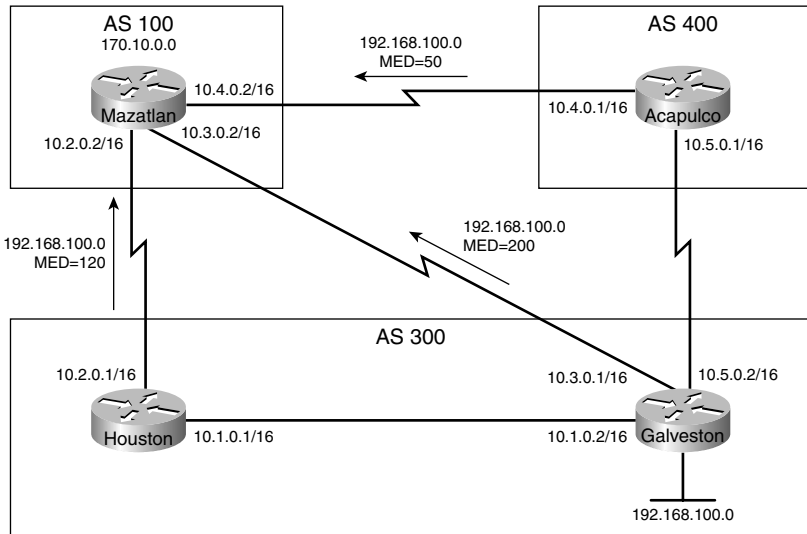 AS 100
170.10.0.0
192.168.100.0
MED=50
AS 400
10.4.0.2/16
10.4.0.1/16
Mazatlan
Acapulco
10.2.0.2/16
10.3.0.2/16
10.5.0.1/16
192.168.100.0
MED=120
192.168.100.0
MED=200
AS 300
10.2.0.1/16
10.3.0.1/16
10.5.0.2/16
Houston
10.1.0.1/16
10.1.0.2/16
Galveston
192.168.100.0